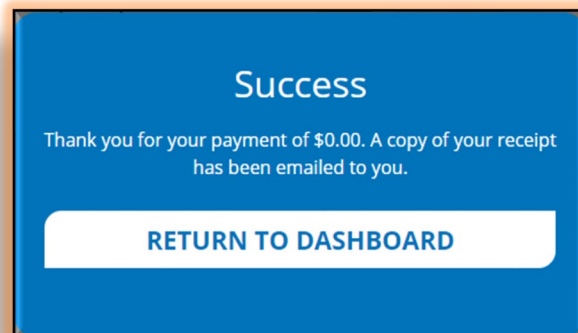 Success
Thank you for your payment of $0.00. A copy of your receipt
has been emailed to you.
RETURN TO DASHBOARD